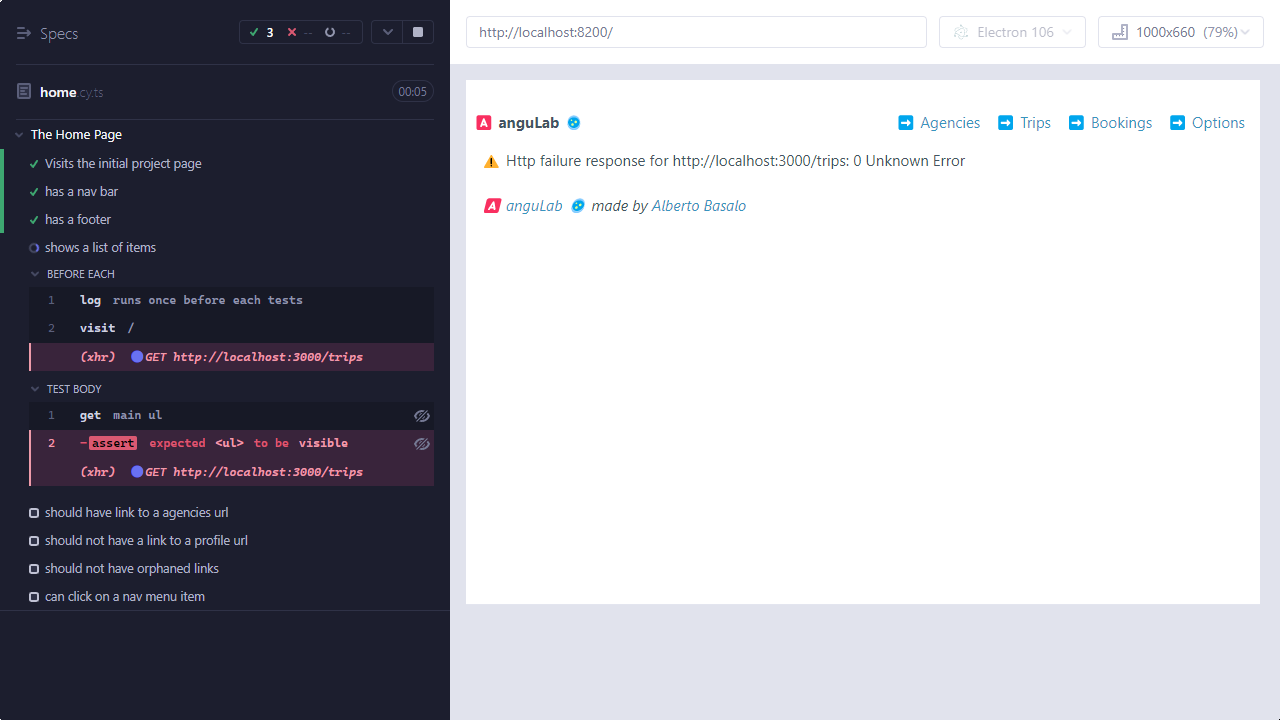 Specs
3 -- --
home.cy.ts
00:05
The Home Page
Visits the initial project page
has a nav bar
has a footer
shows a list of items
BEFORE EACH
1 log runs once before each tests
2 visit /
(xhr) GET http://localhost:3000/trips
TEST BODY
1 get main ul
2 -assert expected <ul> to be visible
(xhr) GET http://localhost:3000/trips
should have link to a agencies url
should not have a link to a profile url
should not have orphaned links
can click on a nav menu item
http://localhost:8200/
Electron 106
1000x660 (79%)
A anguLab
Agencies Trips Bookings Options
Http failure response for http://localhost:3000/trips: 0 Unknown Error
A anguLab made by Alberto Basalo